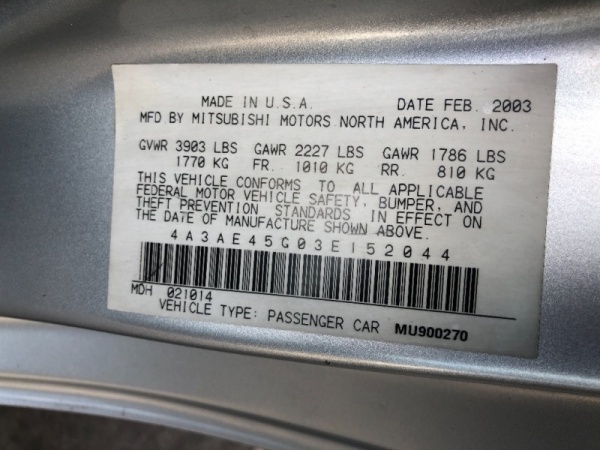 MADE IN U.S.A. DATE FEB. 2003
MFD BY MITSUBISHI MOTORS NORTH AMERICA, INC.
GVWR 3903 LBS GAWR 2227 LBS GAWR 1786 LBS
1770 KG FR. 1010 KG RR. 810 KG
THIS VEHICLE CONFORMS TO ALL APPLICABLE
FEDERAL MOTOR VEHICLE SAFETY, BUMPER, AND
THEFT PREVENTION STANDARDS IN EFFECT ON
THE DATE OF MANUFACTURE SHOWN ABOVE.
4A3AE45G03E152044
MDH 021014
VEHICLE TYPE: PASSENGER CAR MU900270